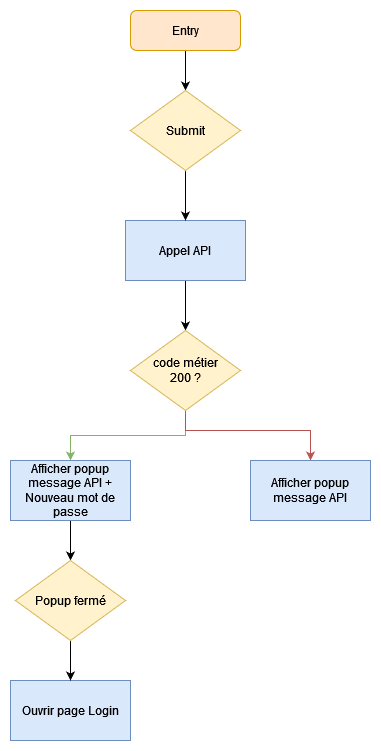 Entry
Submit
Appel API
code métier
200 ?
Afficher popup
message API +
Nouveau mot de
passe
Afficher popup
message API
Popup fermé
Ouvrir page Login